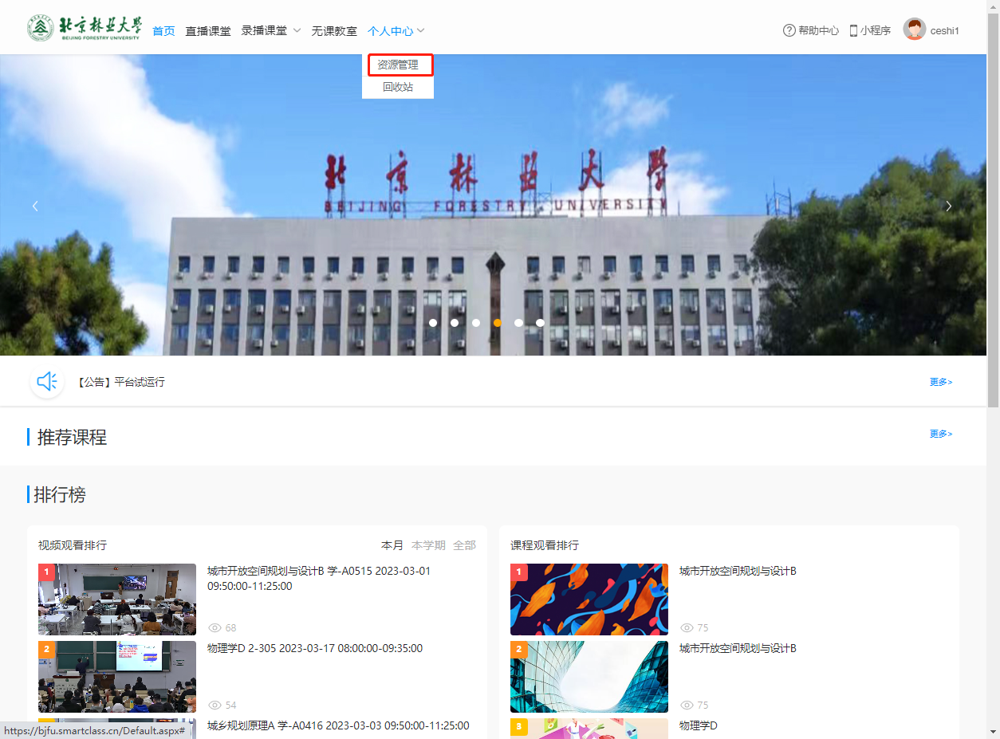 北京林业大学
BEIJING FORESTRY UNIVERSITY
首页 直播课堂 录播课堂 无课教室 个人中心
帮助中心 小程序 ceshi1
资源管理
回收站
北京林业大学
BEIJING FORESTRY UNIVERSITY
【公告】平台试运行
更多>
推荐课程
更多>
排行榜
视频观看排行
本月 本学期 全部
1
城市开放空间规划与设计B 学-A0515 2023-03-01
09:50:00-11:25:00
68
2
物理学D 2-305 2023-03-17 08:00:00-09:35:00
54
城乡规划原理A 学-A0416 2023-03-03 09:50:00-11:25:00
课程观看排行
1
城市开放空间规划与设计B
75
2
城市开放空间规划与设计B
75
3
物理学D
https://bjfu.smartclass.cn/Default.aspx#